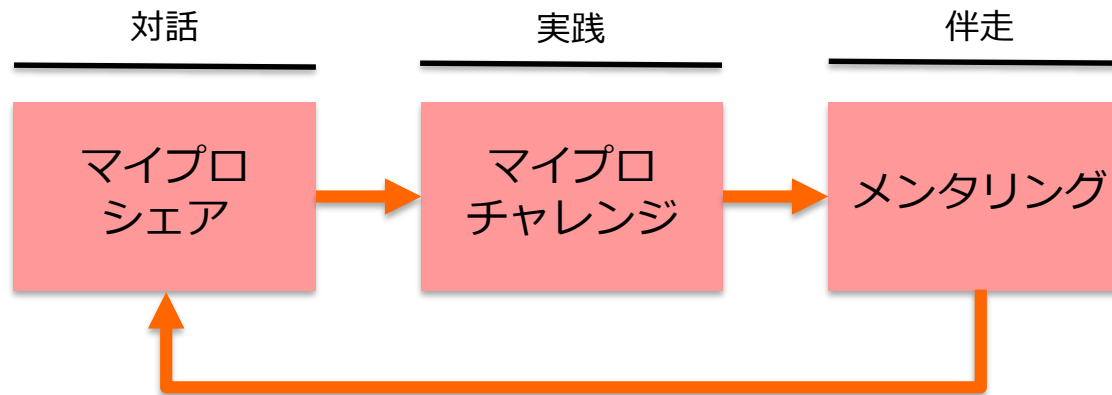 対話
実践
伴走
マイプロ
シェア
マイプロ
チャレンジ
メンタリング